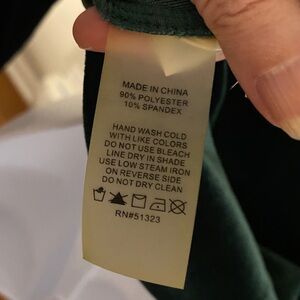 MADE IN CHINA
90% POLYESTER
10% SPANDEX
HAND WASH COLD
WITH LIKE COLORS
DO NOT USE BLEACH
LINE DRY IN SHADE
USE LOW STEAM IRON
ON REVERSE SIDE
DO NOT DRY CLEAN
RN#51323